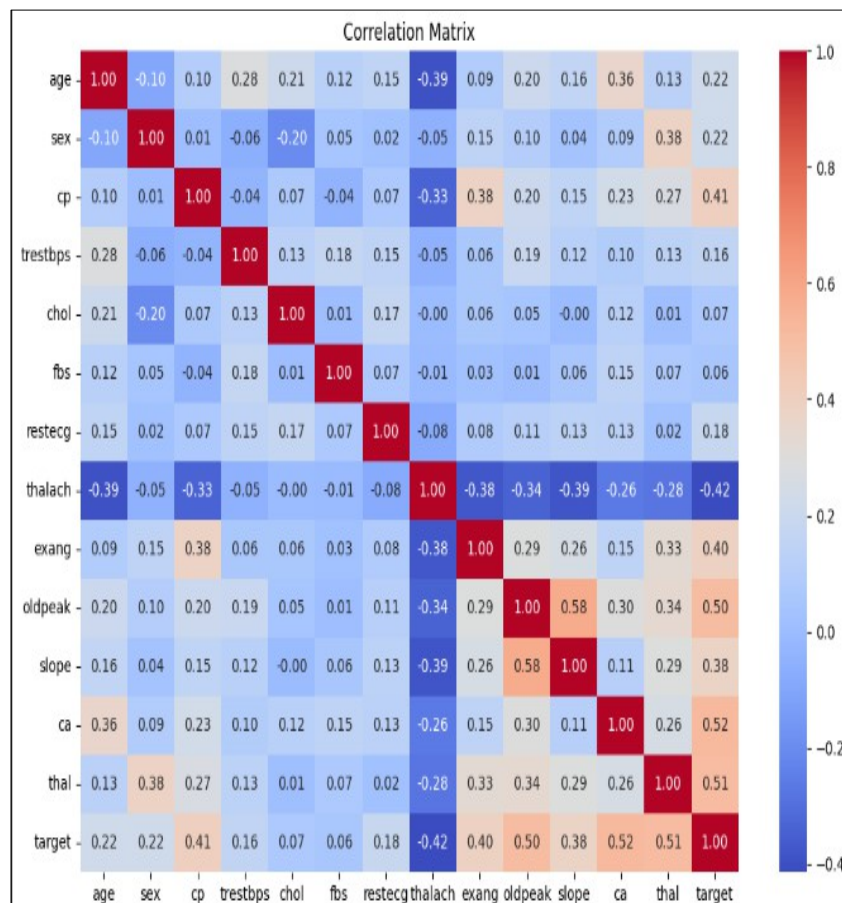 Correlation Matrix
age 1.00 -0.10 0.10 0.28 0.21 0.12 0.15 -0.39 0.09 0.20 0.16 0.36 0.13 0.22
sex -0.10 1.00 0.01 -0.06 -0.20 0.05 0.02 -0.05 0.15 0.10 0.04 0.09 0.38 0.22
cp 0.10 0.01 1.00 -0.04 0.07 -0.04 0.07 -0.33 0.38 0.20 0.15 0.23 0.27 0.41
trestbps 0.28 -0.06 -0.04 1.00 0.13 0.18 0.15 -0.05 0.06 0.19 0.12 0.10 0.13 0.16
chol 0.21 -0.20 0.07 0.13 1.00 0.01 0.17 -0.00 0.06 0.05 -0.00 0.12 0.01 0.07
fbs 0.12 0.05 -0.04 0.18 0.01 1.00 0.07 -0.01 0.03 0.01 0.06 0.15 0.07 0.06
restecg 0.15 0.02 0.07 0.15 0.17 0.07 1.00 -0.08 0.08 0.11 0.13 0.13 0.02 0.18
thalach -0.39 -0.05 -0.33 -0.05 -0.00 -0.01 -0.08 1.00 -0.38 -0.34 -0.39 -0.26 -0.28 -0.42
exang 0.09 0.15 0.38 0.06 0.06 0.03 0.08 -0.38 1.00 0.29 0.26 0.15 0.33 0.40
oldpeak 0.20 0.10 0.20 0.19 0.05 0.01 0.11 -0.34 0.29 1.00 0.58 0.30 0.34 0.50
slope 0.16 0.04 0.15 0.12 -0.00 0.06 0.13 -0.39 0.26 0.58 1.00 0.11 0.29 0.38
ca 0.36 0.09 0.23 0.10 0.12 0.15 0.13 -0.26 0.15 0.30 0.11 1.00 0.26 0.52
thal 0.13 0.38 0.27 0.13 0.01 0.07 0.02 -0.28 0.33 0.34 0.29 0.26 1.00 0.51
target 0.22 0.22 0.41 0.16 0.07 0.06 0.18 -0.42 0.40 0.50 0.38 0.52 0.51 1.00
age sex cp trestbps chol fbs restecg thalach exang oldpeak slope ca thal target
1.0
0.8
0.6
0.4
0.2
0.0
−0.2
−0.4